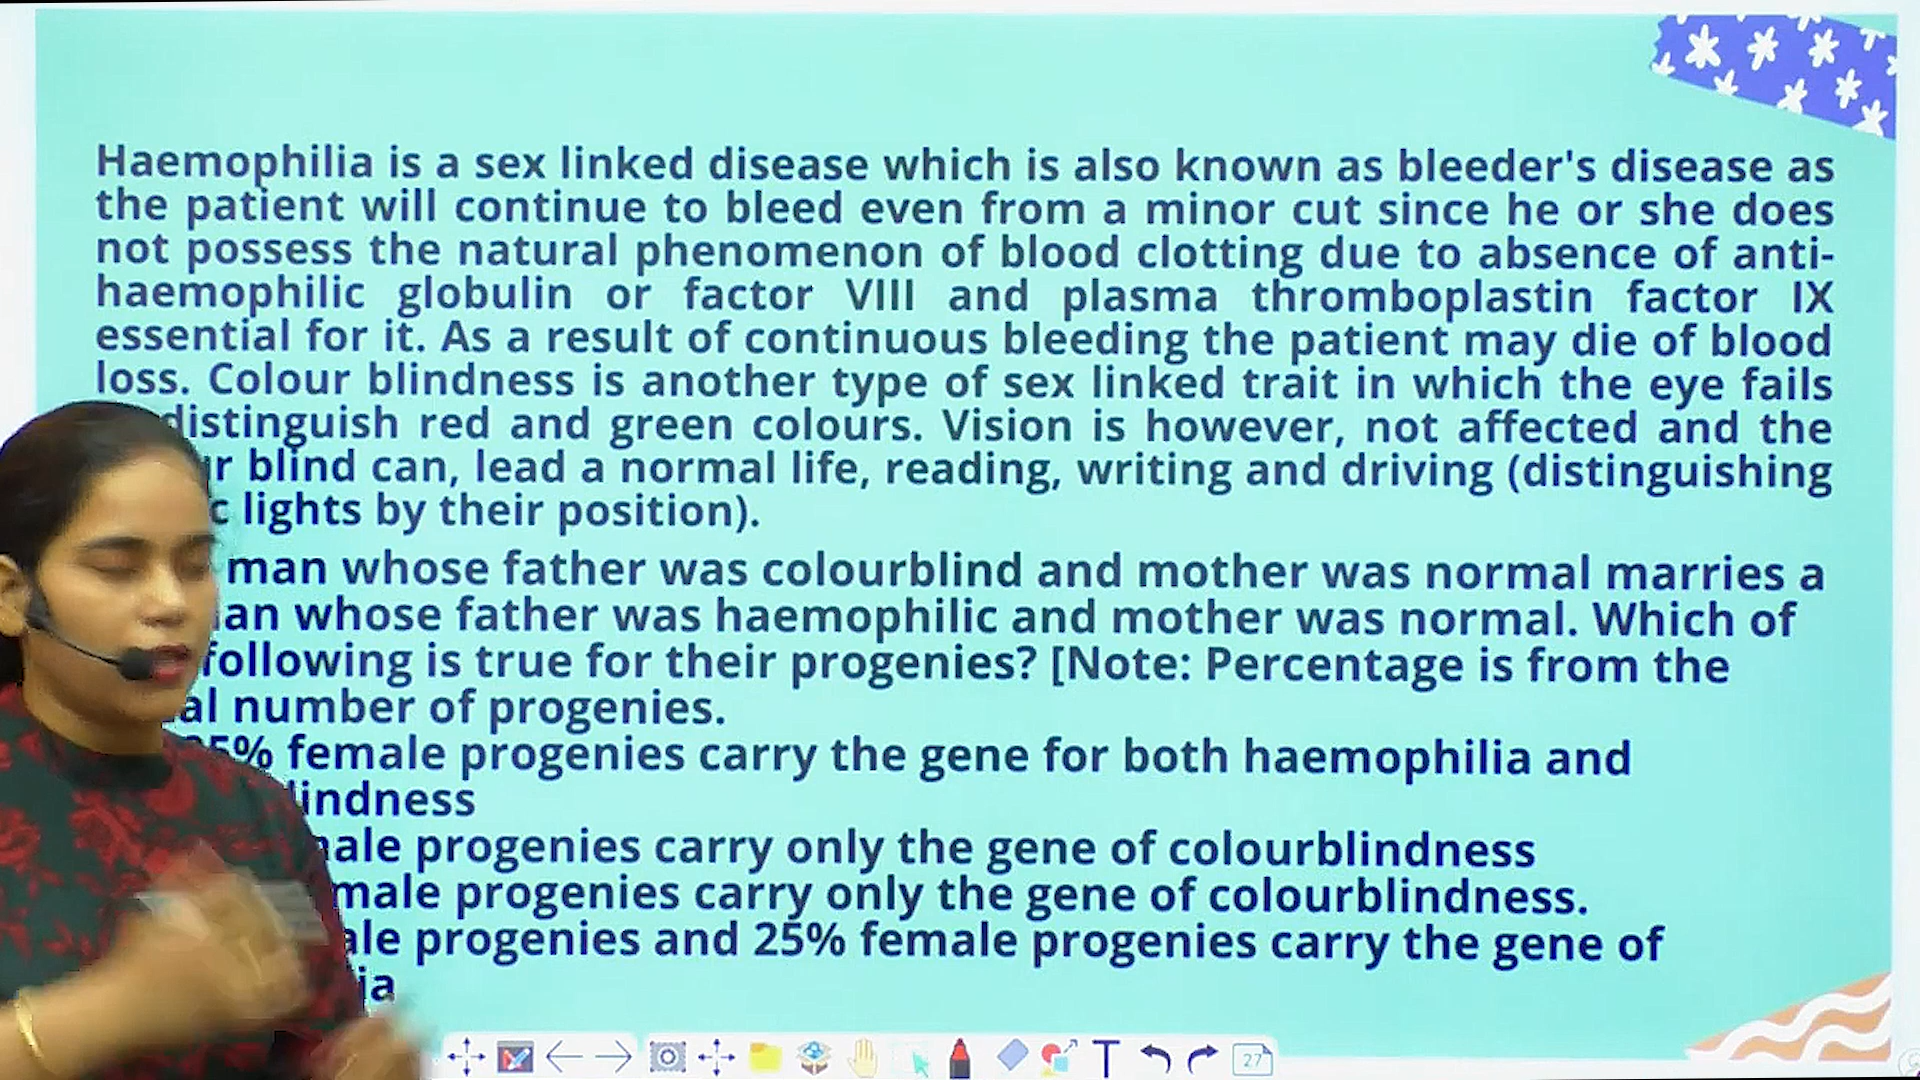 Haemophilia is a sex linked disease which is also known as bleeder's disease as
the patient will continue to bleed even from a minor cut since he or she does
not possess the natural phenomenon of blood clotting due to absence of anti-
haemophilic globulin or factor VIII and plasma thromboplastin factor IX
essential for it. As a result of continuous bleeding the patient may die of blood
loss. Colour blindness is another type of sex linked trait in which the eye fails
distinguish red and green colours. Vision is however, not affected and the
blind can, lead a normal life, reading, writing and driving (distinguishing
lights by their position).
man whose father was colourblind and mother was normal marries a
whose father was haemophilic and mother was normal. Which of
following is true for their progenies? [Note: Percentage is from the
number of progenies.
female progenies carry the gene for both haemophilia and
progenies carry only the gene of colourblindness
progenies carry only the gene of colourblindness.
progenies and 25% female progenies carry the gene of
27